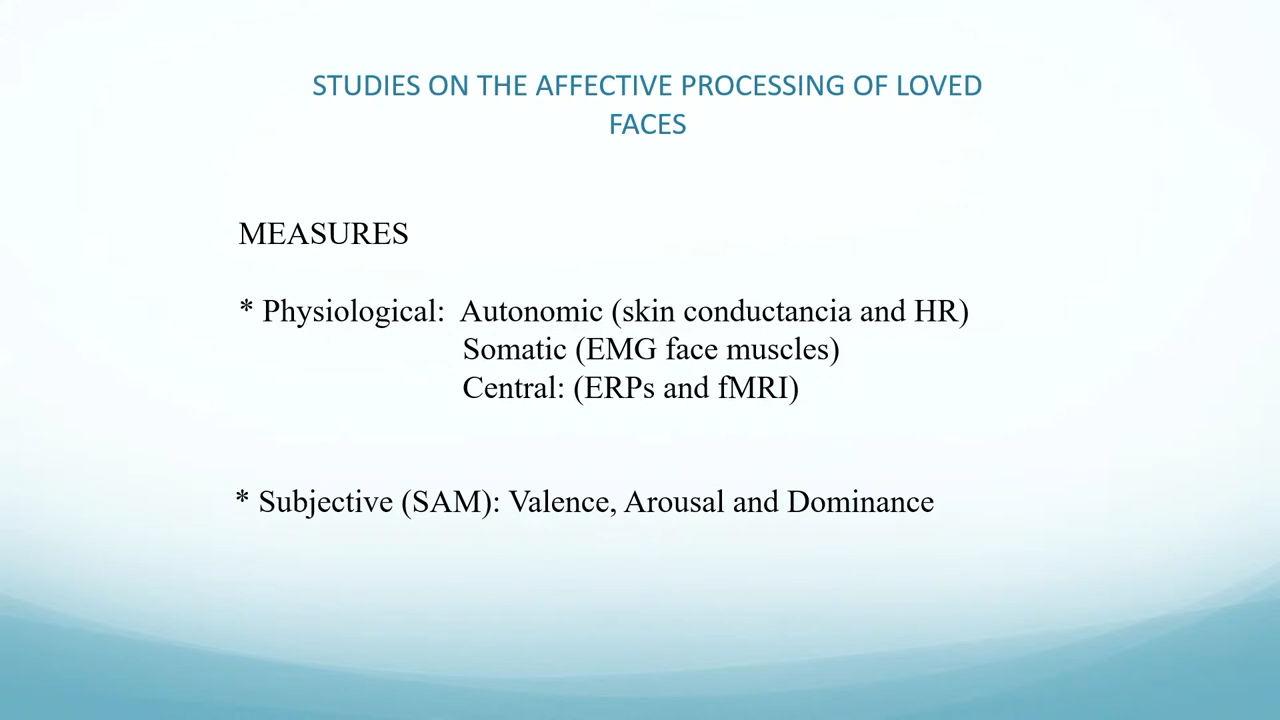 STUDIES ON THE AFFECTIVE PROCESSING OF LOVED
FACES
MEASURES
* Physiological: Autonomic (skin conductancia and HR)
Somatic (EMG face muscles)
Central: (ERPs and fMRI)
* Subjective (SAM): Valence, Arousal and Dominance